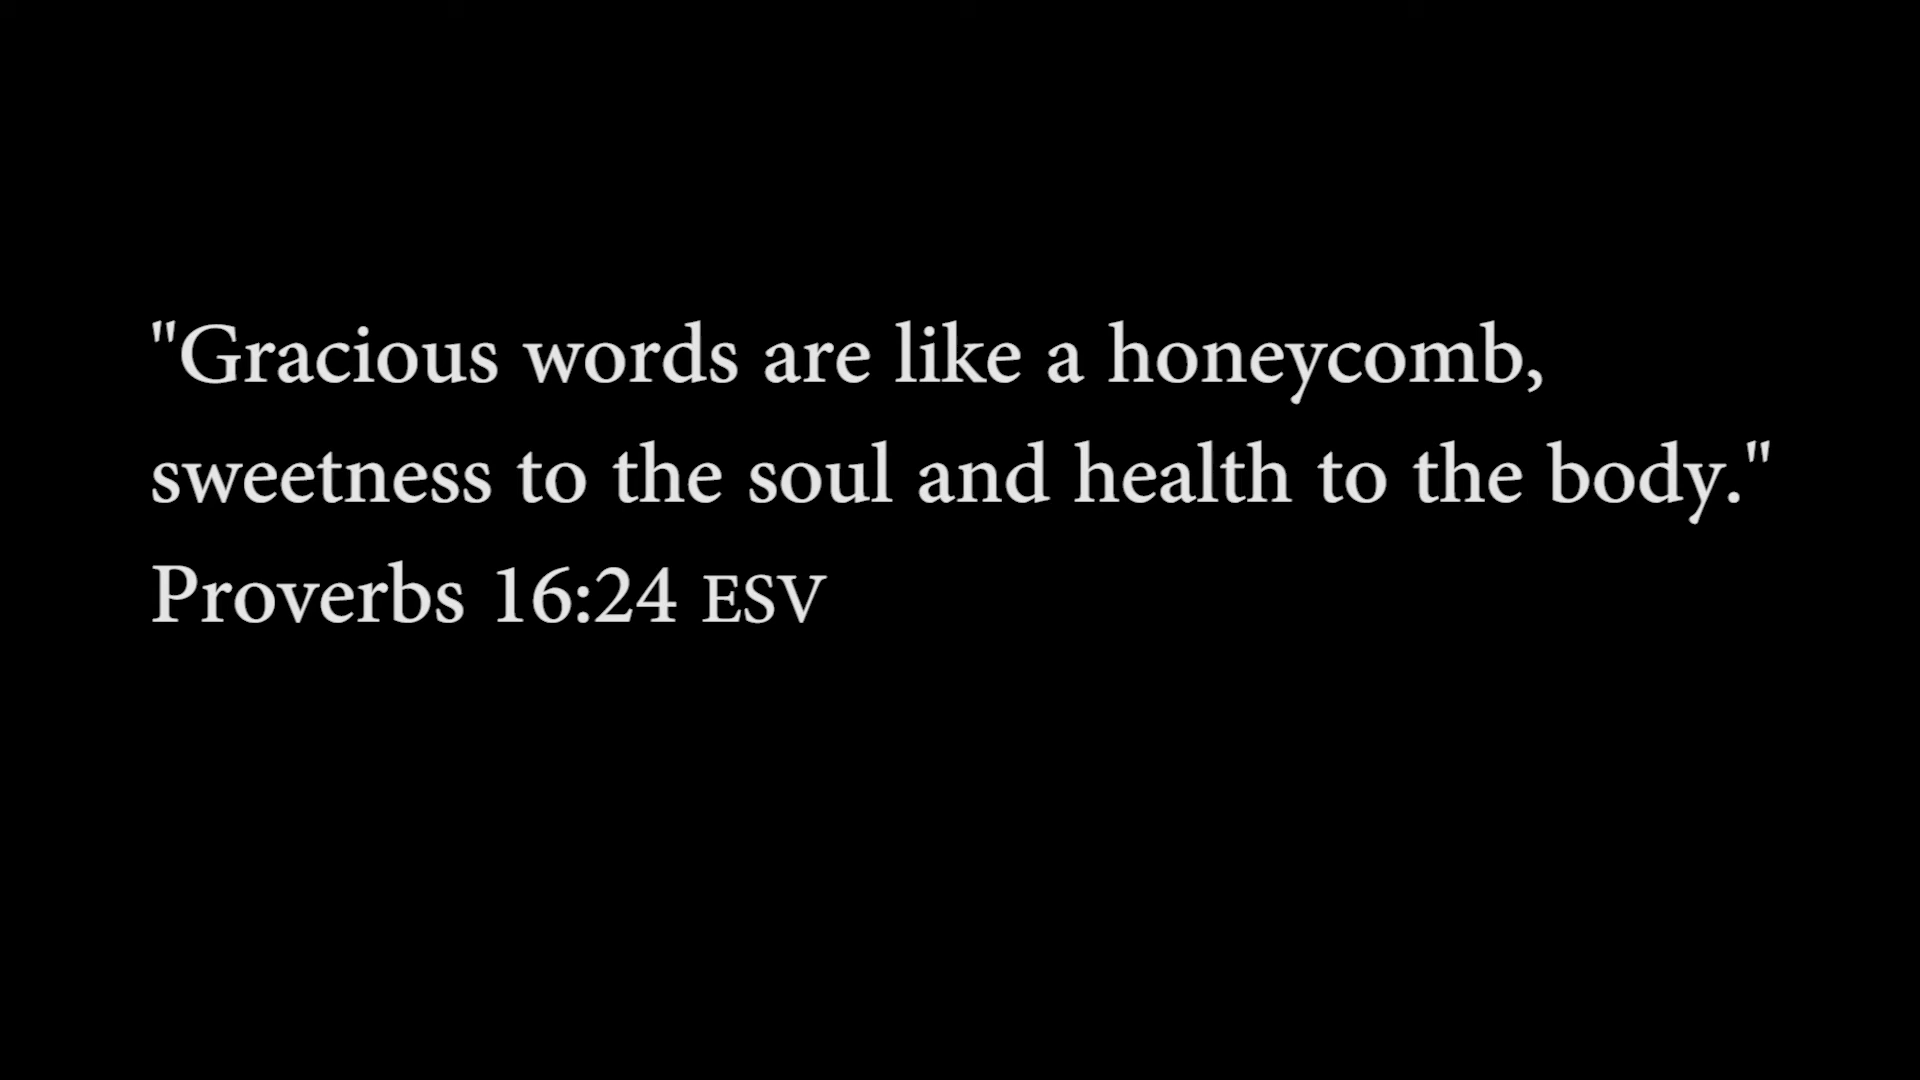 "Gracious words are like a honeycomb,
sweetness to the soul and health to the body."
Proverbs 16:24 ESV